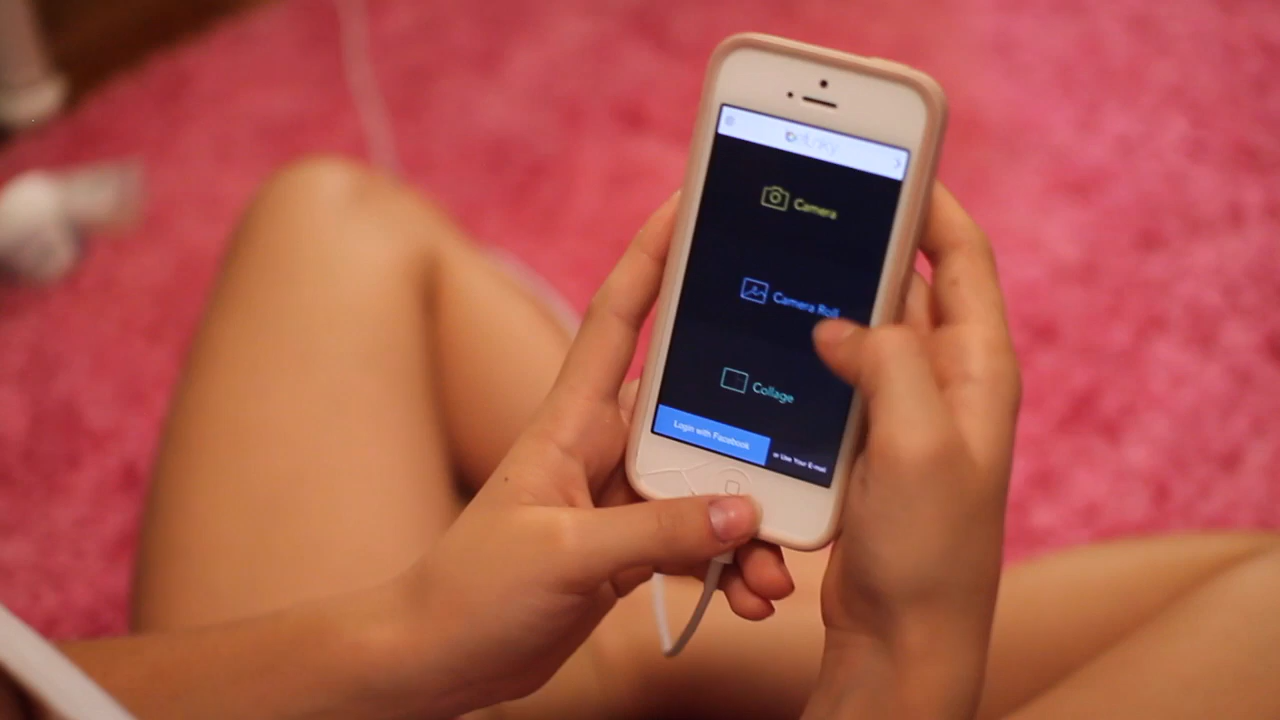 Camera
Camera Roll
Collage
Login with Facebook
or Use Your E-mail